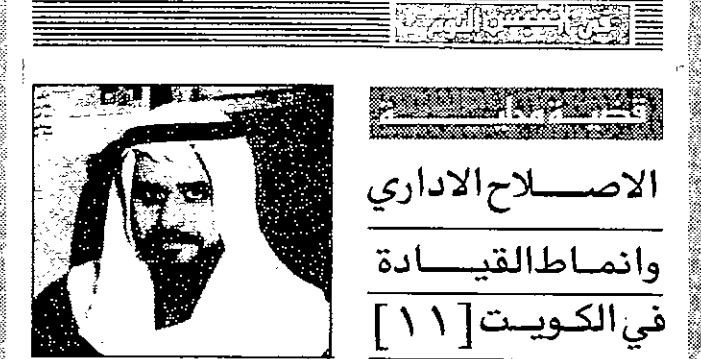 قضية محلية
الاصلاح الاداري
وانماط القيادة
في الكويت [١١]